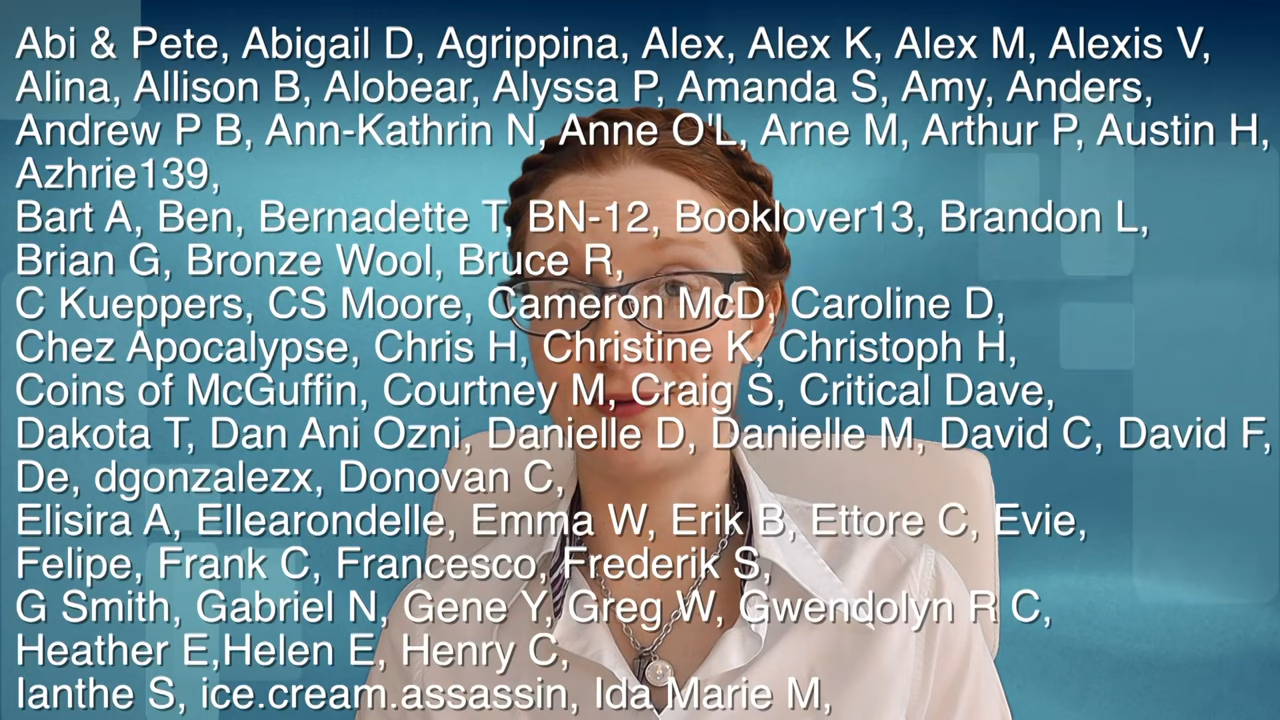 Abi & Pete, Abigail D, Agrippina, Alex, Alex K, Alex M, Alexis V,
Alina, Allison B, Alobear, Alyssa P, Amanda S, Amy, Anders,
Andrew P B, Ann-Kathrin N, Anne O'L, Arne M, Arthur P, Austin H,
Azhrie139,
Bart A, Ben, Bernadette T, BN-12, Booklover13, Brandon L,
Brian G, Bronze Wool, Bruce R,
C Kueppers, CS Moore, Cameron McD, Caroline D,
Chez Apocalypse, Chris H, Christine K, Christoph H,
Coins of McGuffin, Courtney M, Craig S, Critical Dave,
Dakota T, Dan Ani Ozni, Danielle D, Danielle M, David C, David F,
De, dgonzalezx, Donovan C,
Elisira A, Ellearondelle, Emma W, Erik B, Ettore C, Evie,
Felipe, Frank C, Francesco, Frederik S,
G Smith, Gabriel N, Gene Y, Greg W, Gwendolyn R C,
Heather E,Helen E, Henry C,
Ianthe S, ice.cream.assassin, Ida Marie M,